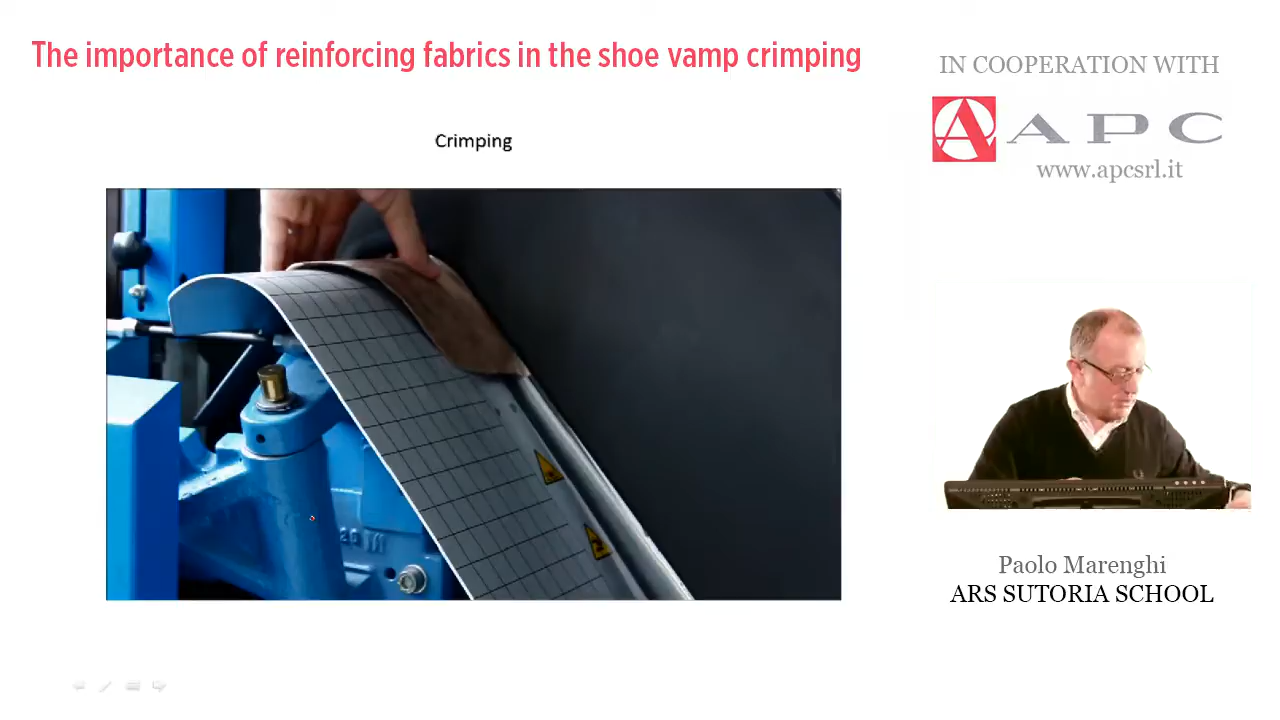 The importance of reinforcing fabrics in the shoe vamp crimping
Crimping
IN COOPERATION WITH
A APC
www.apcsrl.it
Paolo Marenghi
ARS SUTORIA SCHOOL